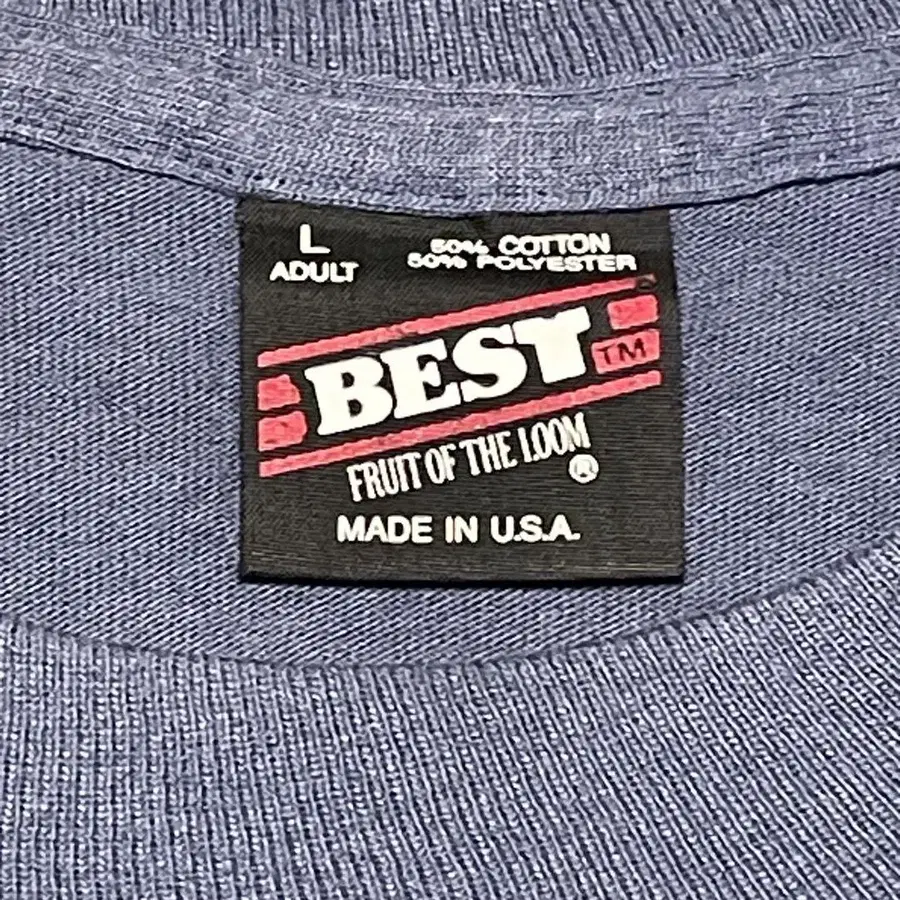 L
ADULT
50% COTTON
50% POLYESTER
BEST
TM
FRUIT OF THE LOOM
®
MADE IN U.S.A.